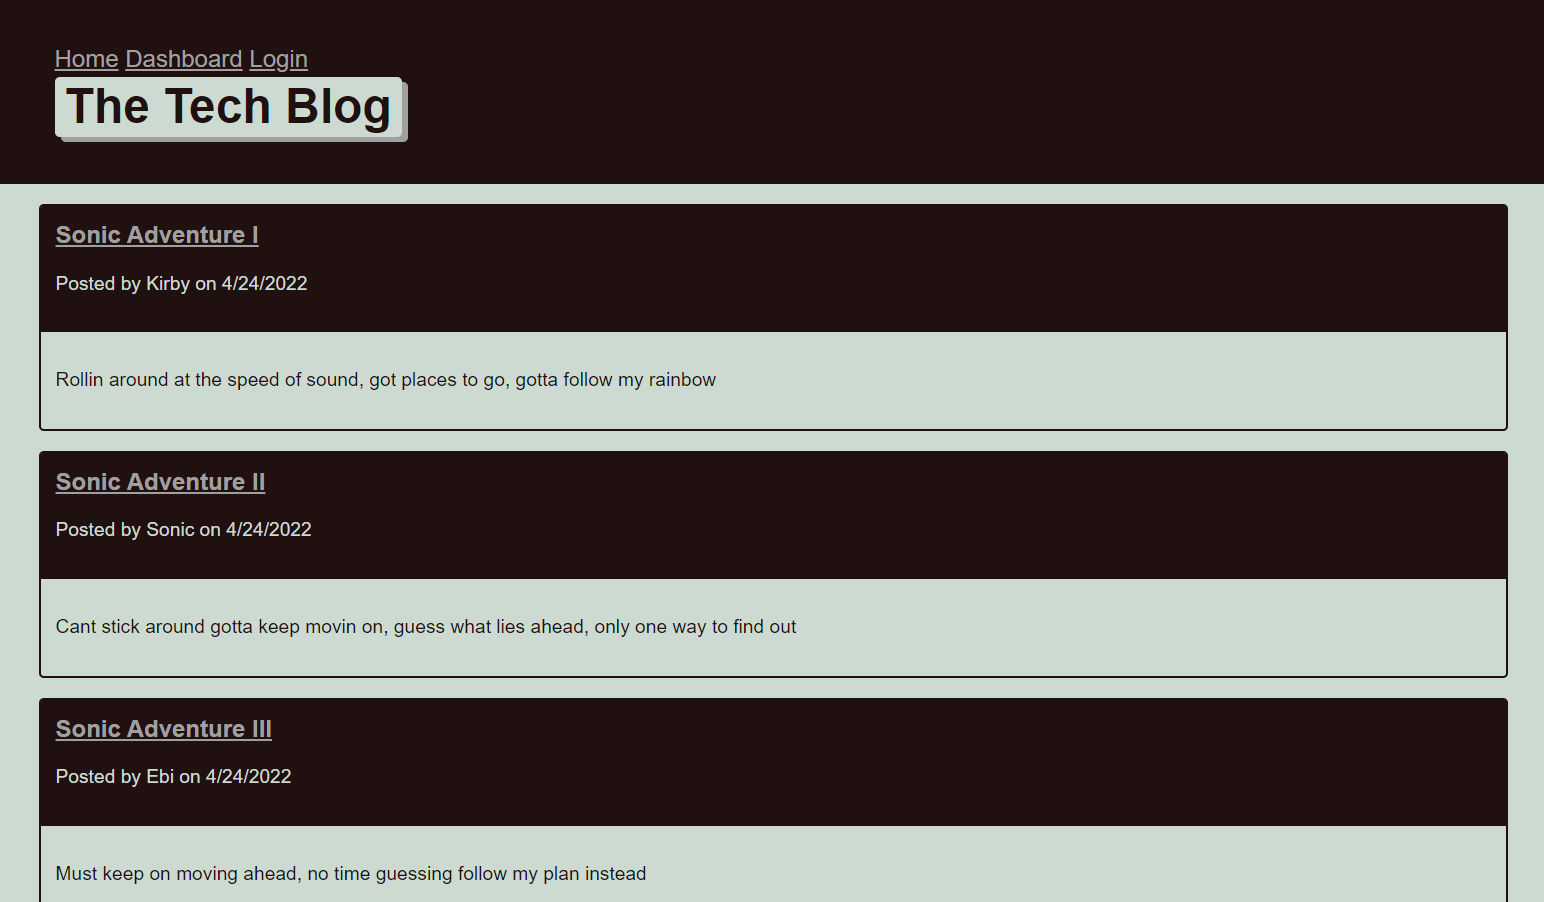 Home Dashboard Login
The Tech Blog
Sonic Adventure I
Posted by Kirby on 4/24/2022
Rollin around at the speed of sound, got places to go, gotta follow my rainbow
Sonic Adventure II
Posted by Sonic on 4/24/2022
Cant stick around gotta keep movin on, guess what lies ahead, only one way to find out
Sonic Adventure III
Posted by Ebi on 4/24/2022
Must keep on moving ahead, no time guessing follow my plan instead